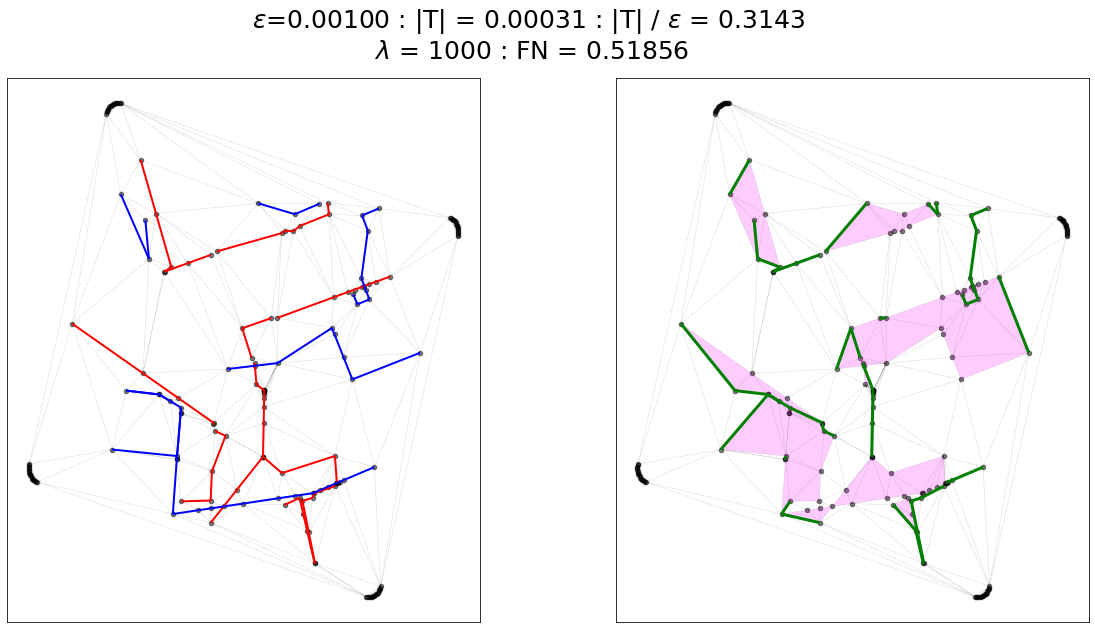 ε=0.00100 : |T| = 0.00031 : |T| / ε = 0.3143
λ = 1000 : FN = 0.51856